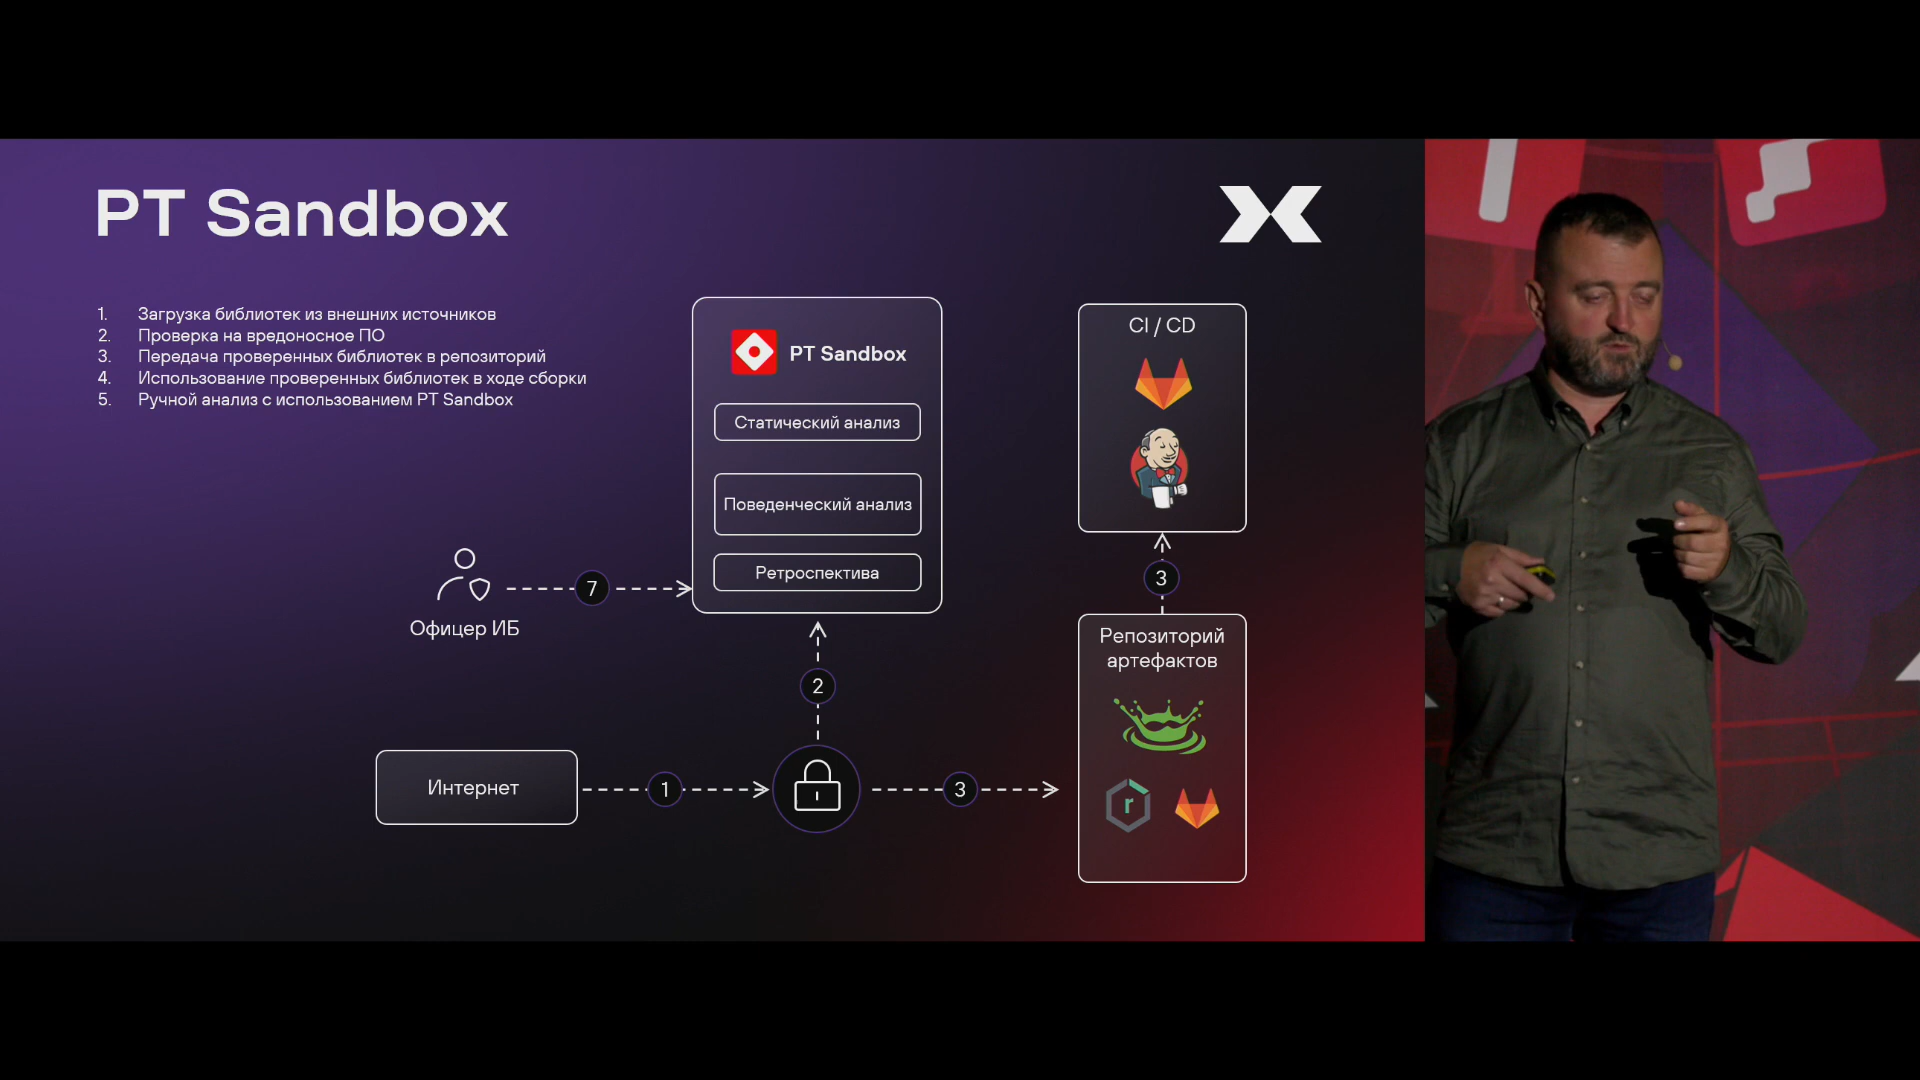 PT Sandbox
1. Загрузка библиотек из внешних источников
2. Проверка на вредоносное ПО
3. Передача проверенных библиотек в репозиторий
4. Использование проверенных библиотек в ходе сборки
5. Ручной анализ с использованием PT Sandbox
PT Sandbox
Статический анализ
Поведенческий анализ
Ретроспектива
CI / CD
3
7
Офицер ИБ
2
Репозиторий
артефактов
r
Интернет
1
3